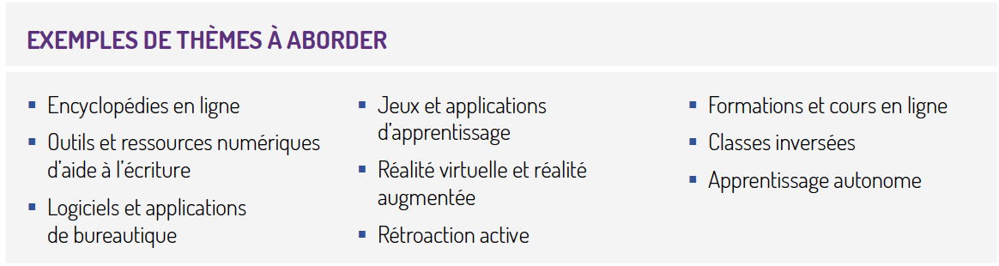 EXEMPLES DE THÈMES À ABORDER
▪ Encyclopédies en ligne
▪ Outils et ressources numériques
d’aide à l’écriture
▪ Logiciels et applications
de bureautique
▪ Jeux et applications
d’apprentissage
▪ Réalité virtuelle et réalité
augmentée
▪ Rétroaction active
▪ Formations et cours en ligne
▪ Classes inversées
▪ Apprentissage autonome